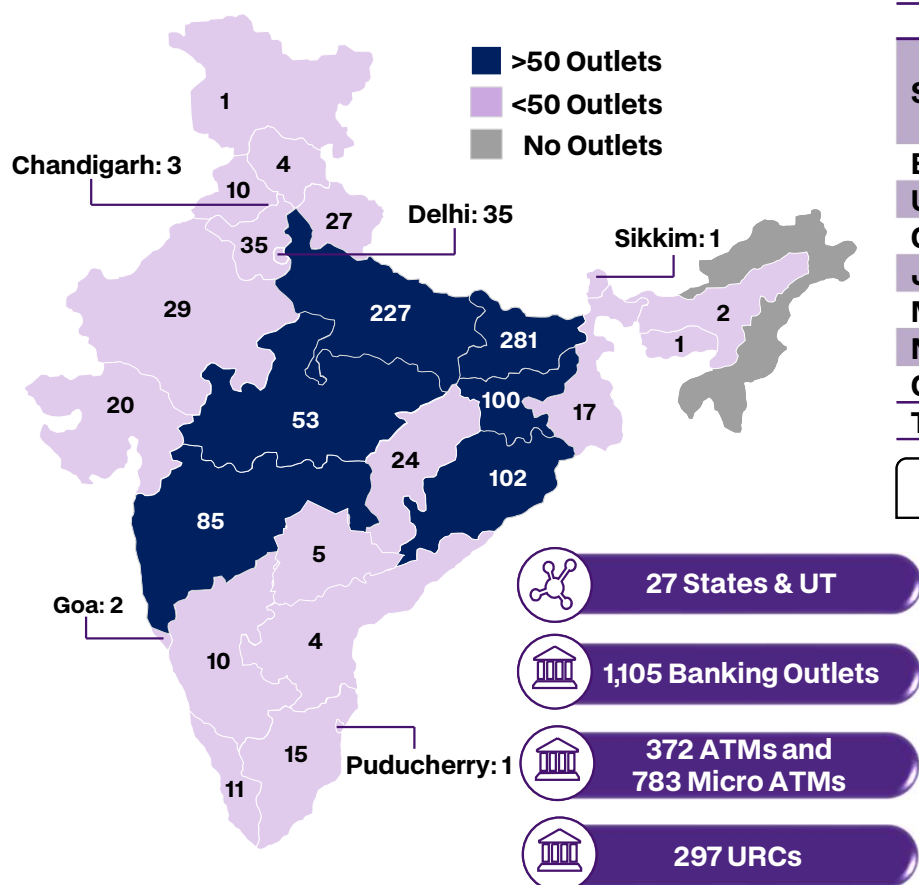 >50 Outlets
<50 Outlets
No Outlets
1
Chandigarh: 3
4
10
27
Delhi: 35
35
Sikkim: 1
29
227
281
2
1
20
53
100
17
24
102
85
5
Goa: 2
10
4
15
Puducherry: 1
11
27 States & UT
1,105 Banking Outlets
372 ATMs and
783 Micro ATMs
297 URCs